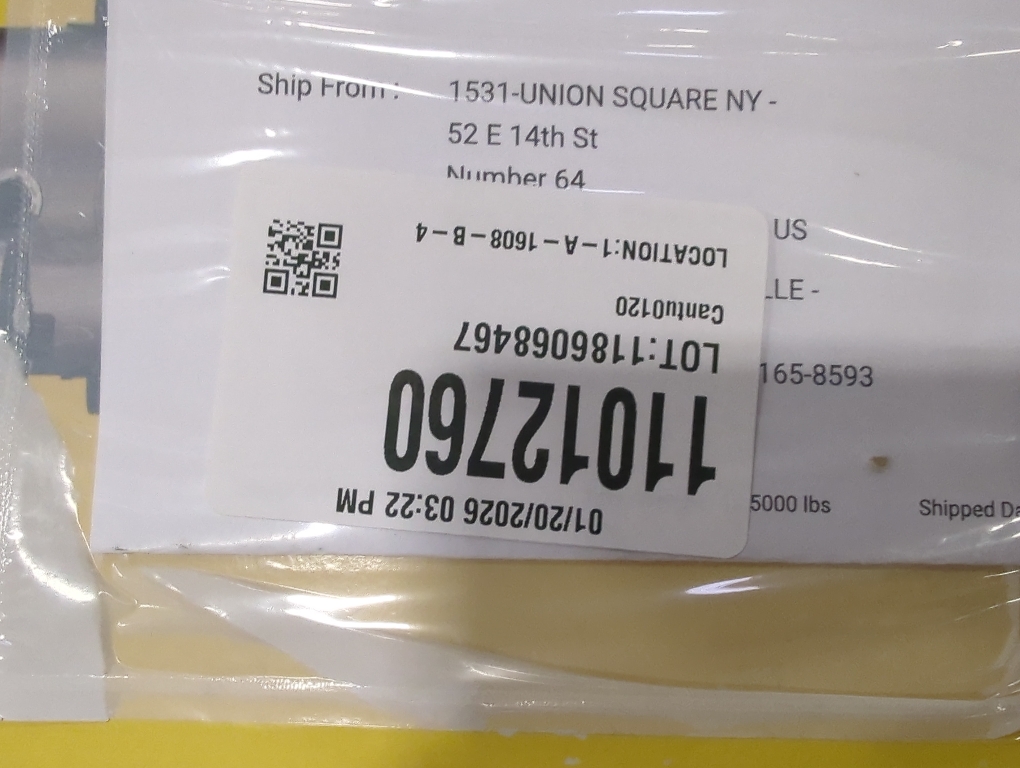 Ship From : 1531-UNION SQUARE NY -
52 E 14th St
Number 64
US
LLE -
165-8593
5000 lbs Shipped Da
01/20/2026 03:22 PM
11012760
LOT:1186068467
Cantu0120
LOCATION:1-A-1608-B-4